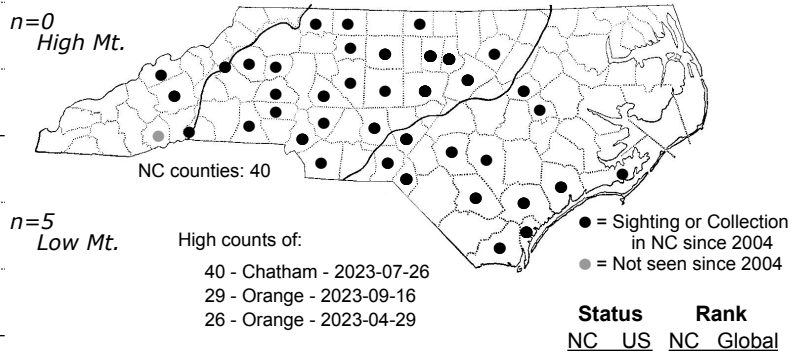 n=0
High Mt.
NC counties: 40
n=5
Low Mt.
High counts of:
40 - Chatham - 2023-07-26
29 - Orange - 2023-09-16
26 - Orange - 2023-04-29
● = Sighting or Collection
in NC since 2004
● = Not seen since 2004
Status Rank
NC US NC Global